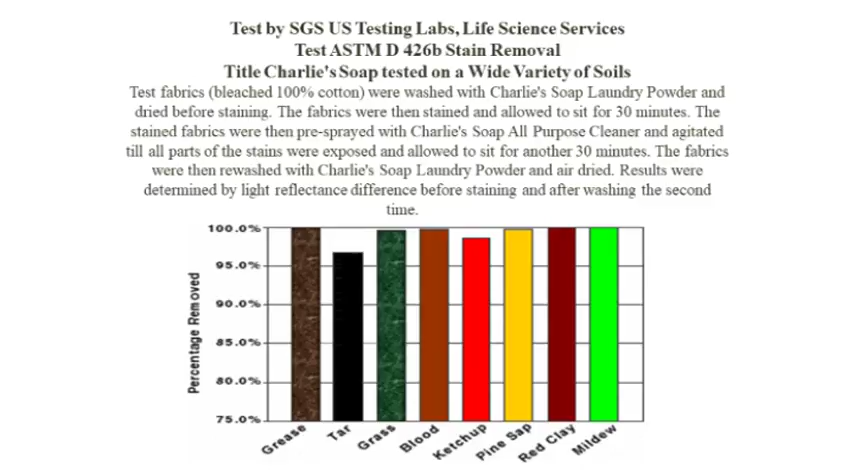 Test by SGS US Testing Labs, Life Science Services
Test ASTM D 426b Stain Removal
Title Charlie's Soap tested on a Wide Variety of Soils
Test fabrics (bleached 100% cotton) were washed with Charlie's Soap Laundry Powder and
dried before staining. The fabrics were then stained and allowed to sit for 30 minutes. The
stained fabrics were then pre-sprayed with Charlie's Soap All Purpose Cleaner and agitated
till all parts of the stains were exposed and allowed to sit for another 30 minutes. The fabrics
were then rewashed with Charlie's Soap Laundry Powder and air dried. Results were
determined by light reflectance difference before staining and after washing the second
time.
Percentage Removed
100.0%
95.0%
90.0%
85.0%
80.0%
75.0%
Grease
Tar
Grass
Blood
Ketchup
Pine Sap
Red Clay
Mildew